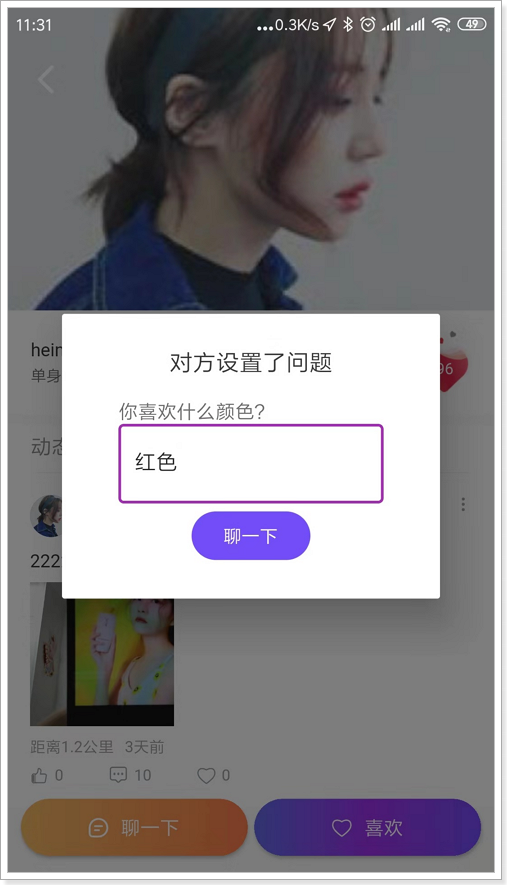 11:31 ...0.3K/s 49
对方设置了问题
hein
96
单身
你喜欢什么颜色?
动态
红色
聊一下
222
距离1.2公里 3天前
0 10 0
聊一下 喜欢